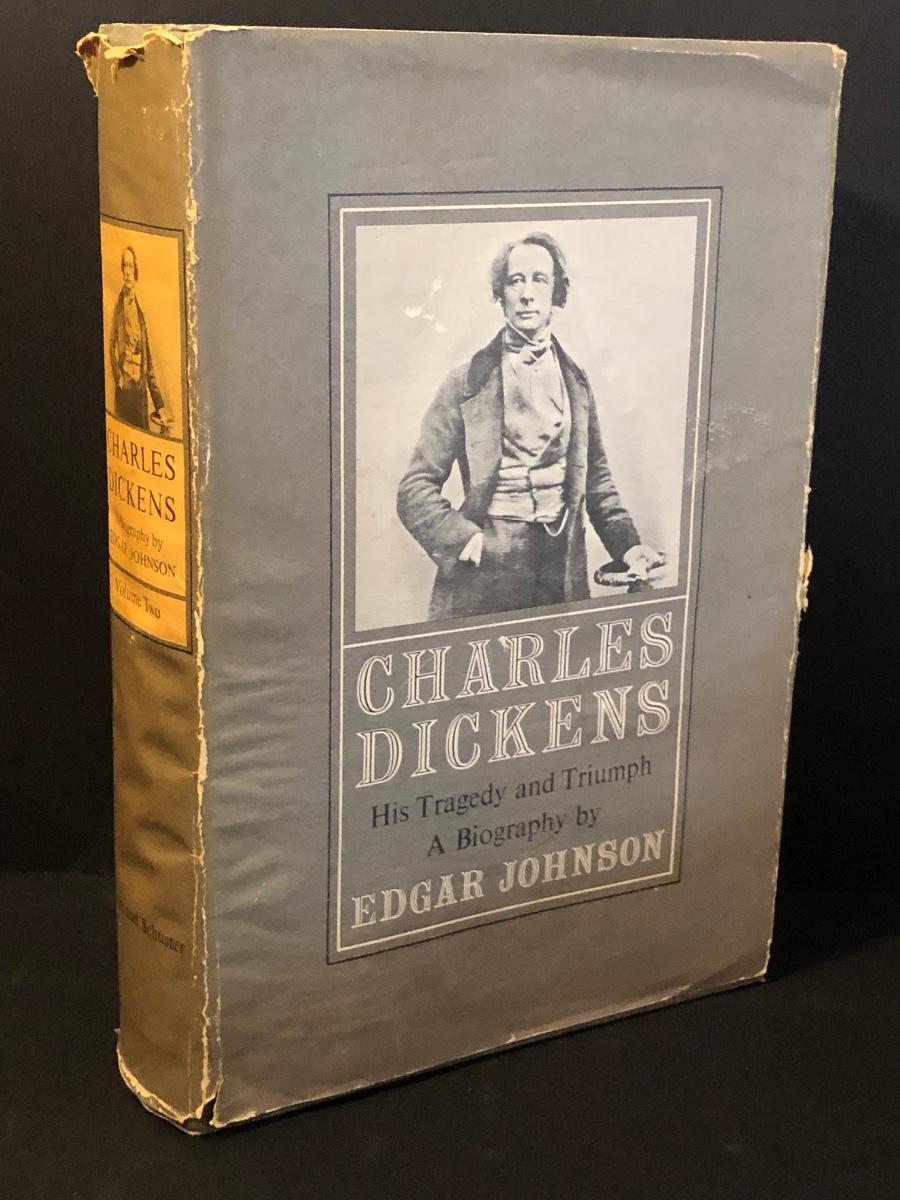 CHARLES
DICKENS
Biography by
EDGAR JOHNSON
Volume Two
and Schuster
CHARLES
DICKENS
His Tragedy and Triumph
A Biography by
EDGAR JOHNSON